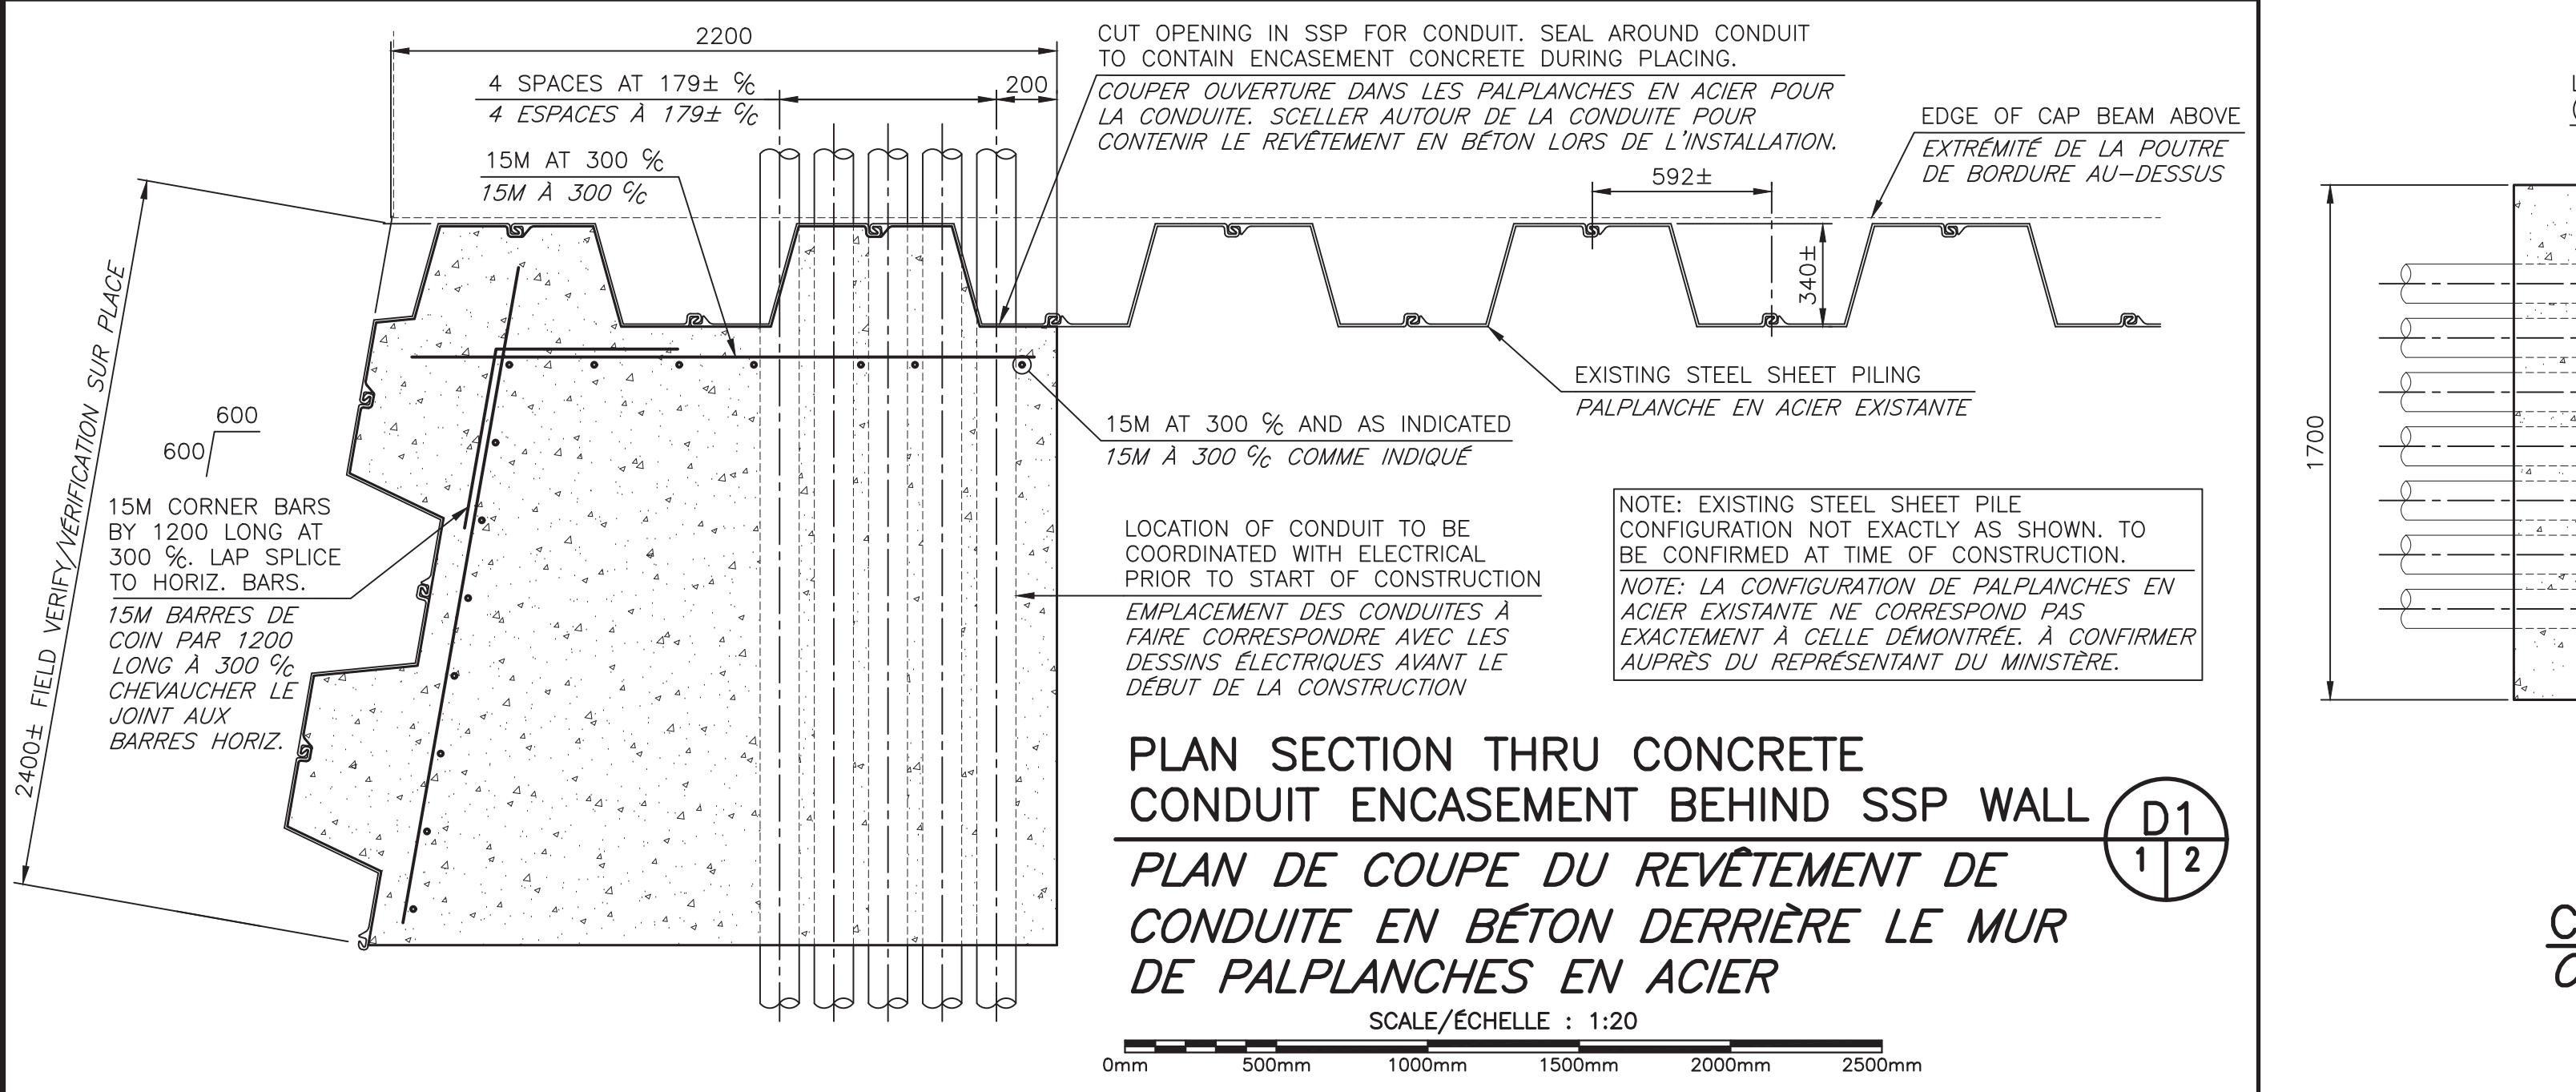 2200
4 SPACES AT 179± ℄
4 ESPACES À 179± ℄
200
15M AT 300 ℄
15M À 300 ℄
CUT OPENING IN SSP FOR CONDUIT. SEAL AROUND CONDUIT
TO CONTAIN ENCASEMENT CONCRETE DURING PLACING.
COUPER OUVERTURE DANS LES PALPLANCHES EN ACIER POUR
LA CONDUITE. SCELLER AUTOUR DE LA CONDUITE POUR
CONTENIR LE REVÊTEMENT EN BÉTON LORS DE L'INSTALLATION.
EDGE OF CAP BEAM ABOVE
EXTRÉMITÉ DE LA POUTRE
DE BORDURE AU-DESSUS
592±
340±
2400± FIELD VERIFY/VÉRIFICATION SUR PLACE
600
600
15M CORNER BARS
BY 1200 LONG AT
300 ℄. LAP SPLICE
TO HORIZ. BARS.
15M BARRES DE
COIN PAR 1200
LONG À 300 ℄
CHEVAUCHER LE
JOINT AUX
BARRES HORIZ.
EXISTING STEEL SHEET PILING
PALPLANCHE EN ACIER EXISTANTE
15M AT 300 ℄ AND AS INDICATED
15M À 300 ℄ COMME INDIQUÉ
LOCATION OF CONDUIT TO BE
COORDINATED WITH ELECTRICAL
PRIOR TO START OF CONSTRUCTION
EMPLACEMENT DES CONDUITES À
FAIRE CORRESPONDRE AVEC LES
DESSINS ÉLECTRIQUES AVANT LE
DÉBUT DE LA CONSTRUCTION
NOTE: EXISTING STEEL SHEET PILE
CONFIGURATION NOT EXACTLY AS SHOWN. TO
BE CONFIRMED AT TIME OF CONSTRUCTION.
NOTE: LA CONFIGURATION DE PALPLANCHES EN
ACIER EXISTANTE NE CORRESPOND PAS
EXACTEMENT À CELLE DÉMONTRÉE. À CONFIRMER
AUPRÈS DU REPRÉSENTANT DU MINISTÈRE.
PLAN SECTION THRU CONCRETE
CONDUIT ENCASEMENT BEHIND SSP WALL
D1
1 2
PLAN DE COUPE DU REVÊTEMENT DE
CONDUITE EN BÉTON DERRIÈRE LE MUR
DE PALPLANCHES EN ACIER
SCALE/ÉCHELLE : 1:20
0mm 500mm 1000mm 1500mm 2000mm 2500mm
1700